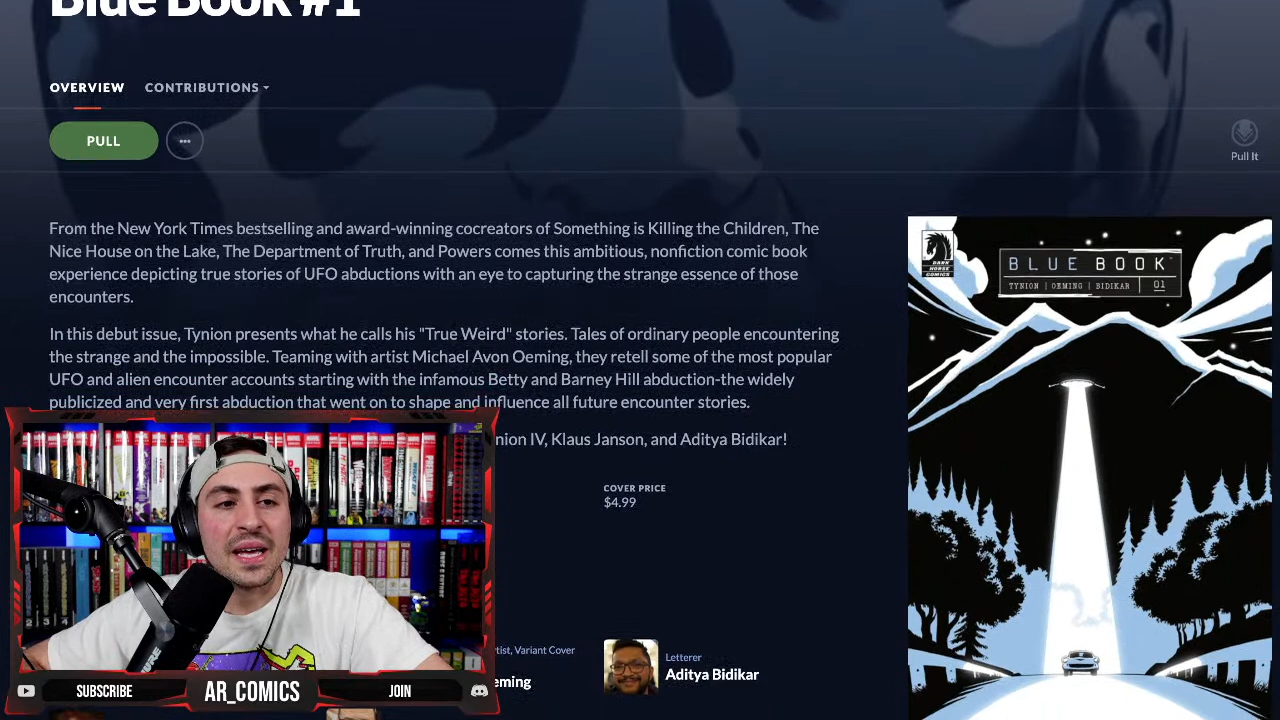 Blue Book #1
OVERVIEW CONTRIBUTIONS
PULL
Pull It
From the New York Times bestselling and award-winning cocreators of Something is Killing the Children, The
Nice House on the Lake, The Department of Truth, and Powers comes this ambitious, nonfiction comic book
experience depicting true stories of UFO abductions with an eye to capturing the strange essence of those
encounters.
In this debut issue, Tynion presents what he calls his "True Weird" stories. Tales of ordinary people encountering
the strange and the impossible. Teaming with artist Michael Avon Oeming, they retell some of the most popular
UFO and alien encounter accounts starting with the infamous Betty and Barney Hill abduction-the widely
publicized and very first abduction that went on to shape and influence all future encounter stories.
nion IV, Klaus Janson, and Aditya Bidikar!
COVER PRICE
$4.99
DARK
HORSE
COMICS
BLUE BOOK
TYNION | OEMING | BIDIKAR 01
tist, Variant Cover
eming
Letterer
Aditya Bidikar
SUBSCRIBE AR_COMICS JOIN